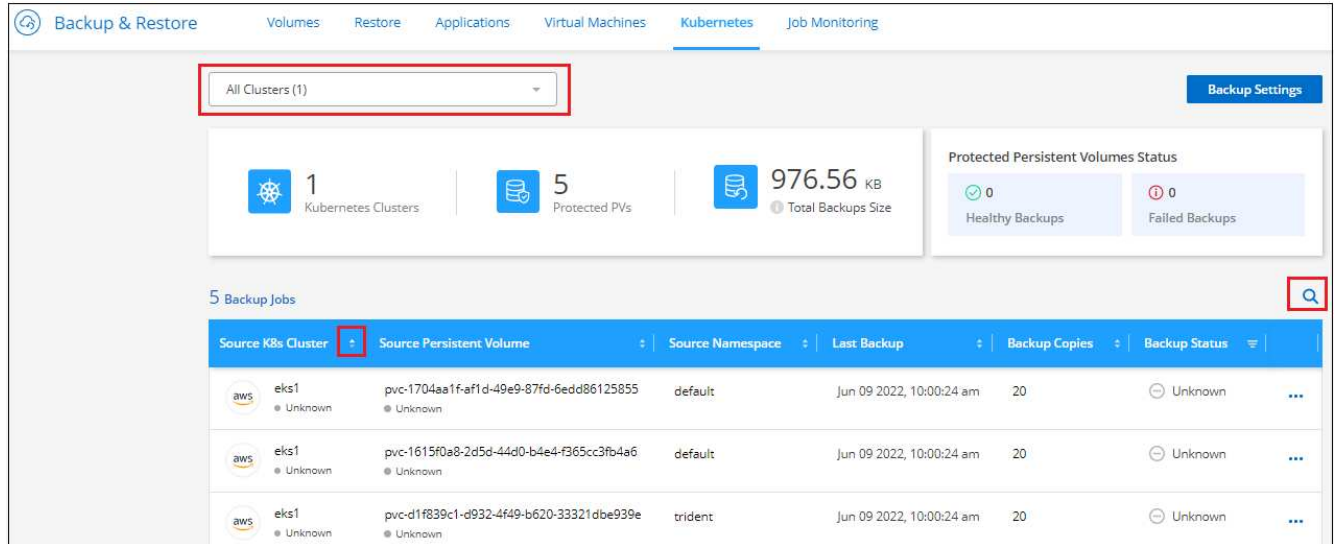 Backup & Restore Volumes Restore Applications Virtual Machines Kubernetes Job Monitoring
All Clusters (1)
Backup Settings
1
Kubernetes Clusters
5
Protected PVs
976.56 KB
Total Backups Size
Protected Persistent Volumes Status
0
Healthy Backups
0
Failed Backups
5 Backup Jobs
Source K8s Cluster Source Persistent Volume Source Namespace Last Backup Backup Copies Backup Status
aws eks1 pvc-1704aa1f-af1d-49e9-87fd-6edd86125855 default Jun 09 2022, 10:00:24 am 20 Unknown ...
Unknown Unknown
aws eks1 pvc-1615f0a8-2d5d-44d0-b4e4-f365cc3fb4a6 default Jun 09 2022, 10:00:24 am 20 Unknown ...
Unknown Unknown
aws eks1 pvc-d1f839c1-d932-4f49-b620-33321dbe939e trident Jun 09 2022, 10:00:24 am 20 Unknown ...
Unknown Unknown